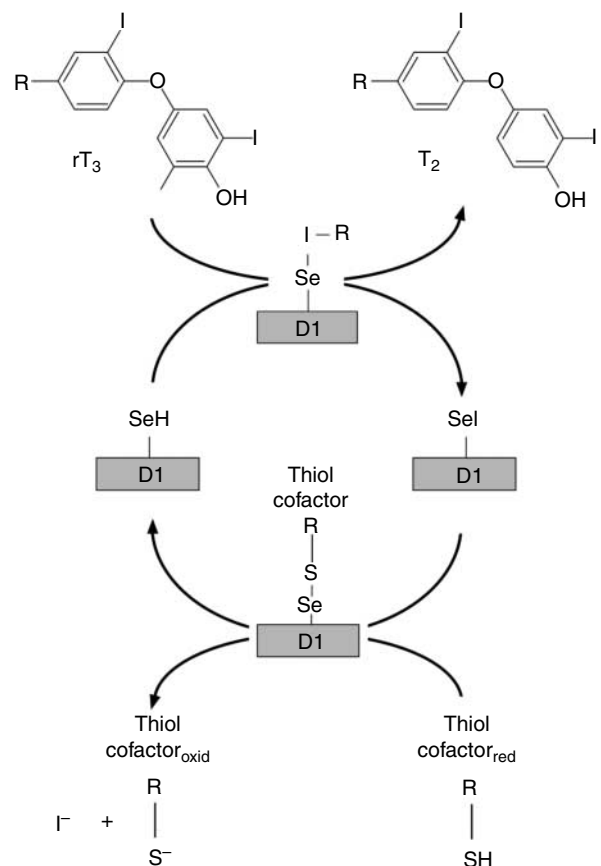 I
R
O
I
rT₃
OH
I
R
O
I
T₂
OH
I – R
Se
D1
SeH
D1
SeI
D1
Thiol
cofactor
R
S
Se
D1
Thiol
cofactoroxid
R
I⁻ + S⁻
Thiol
cofactorred
R
SH